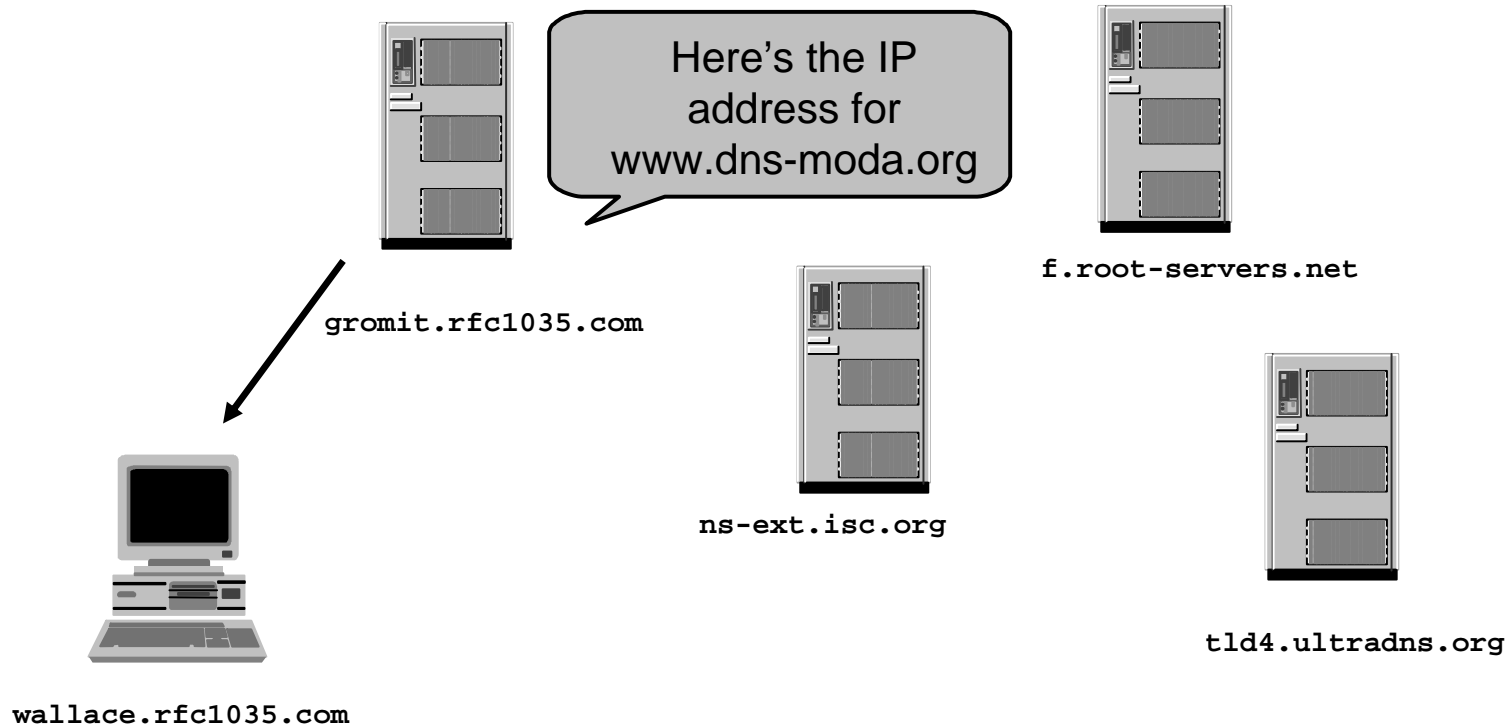 Here’s the IP
address for
www.dns-moda.org
f.root-servers.net
gromit.rfc1035.com
ns-ext.isc.org
tld4.ultradns.org
wallace.rfc1035.com